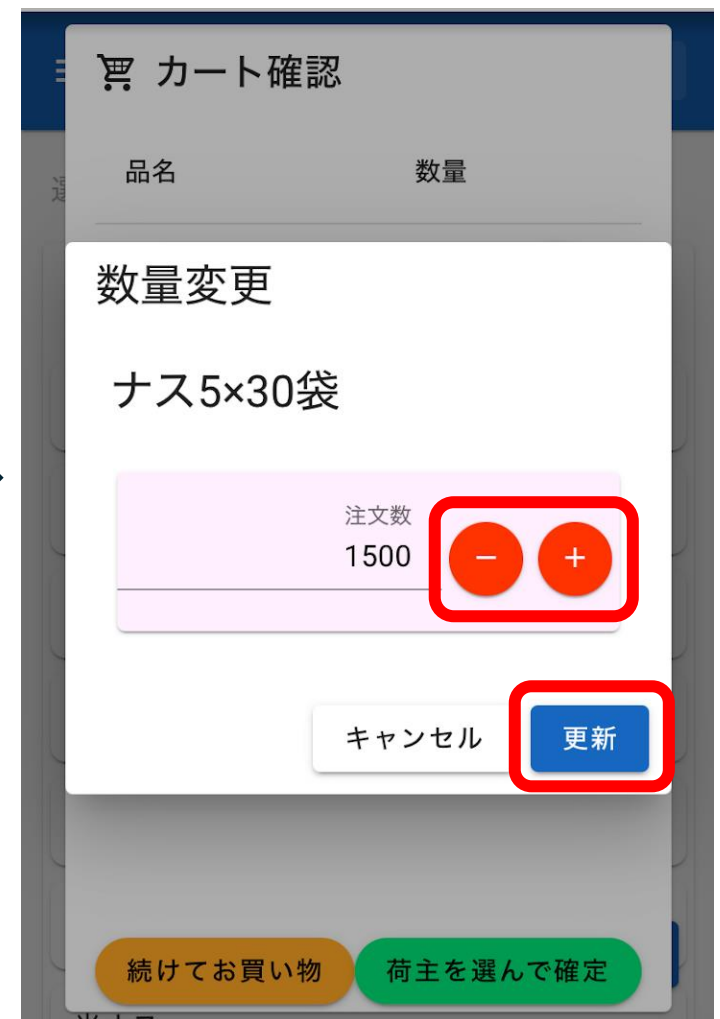 カート確認
品名 数量
数量変更
ナス5×30袋
注文数
1500 − +
キャンセル 更新
続けてお買い物 荷主を選んで確定